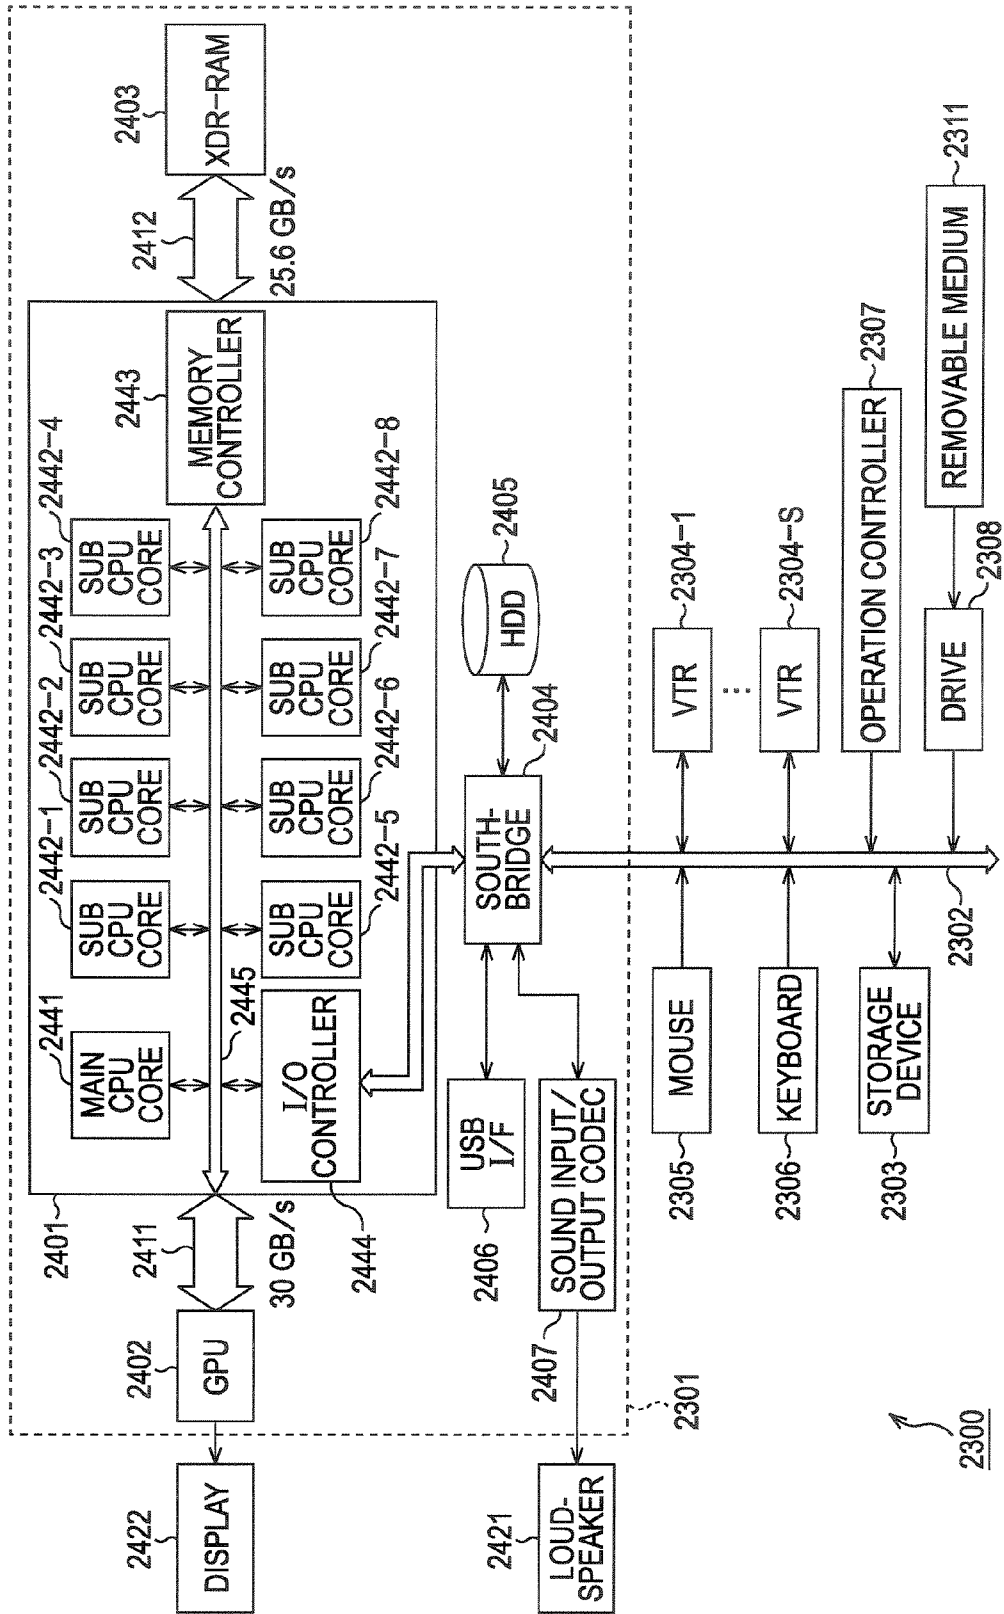 2422
DISPLAY
2402
GPU
2411
30 GB/s
2401
2441
MAIN
CPU
CORE
2442-1
SUB
CPU
CORE
2442-2
SUB
CPU
CORE
2442-3
SUB
CPU
CORE
2442-4
SUB
CPU
CORE
2443
MEMORY
CONTROLLER
2412
25.6 GB/s
2403
XDR-RAM
2445
I/O
CONTROLLER
2444
SUB
CPU
CORE
2442-5
SUB
CPU
CORE
2442-6
SUB
CPU
CORE
2442-7
SUB
CPU
CORE
2442-8
USB
I/F
2406
SOUTH-
BRIDGE
2404
HDD
2405
2421
LOUD-
SPEAKER
2407
SOUND INPUT/
OUTPUT CODEC
2301
2305
MOUSE
VTR
2304-1
2306
KEYBOARD
...
VTR
2304-S
2303
STORAGE
DEVICE
OPERATION CONTROLLER
2307
2302
DRIVE
2308
REMOVABLE MEDIUM
2311
2300